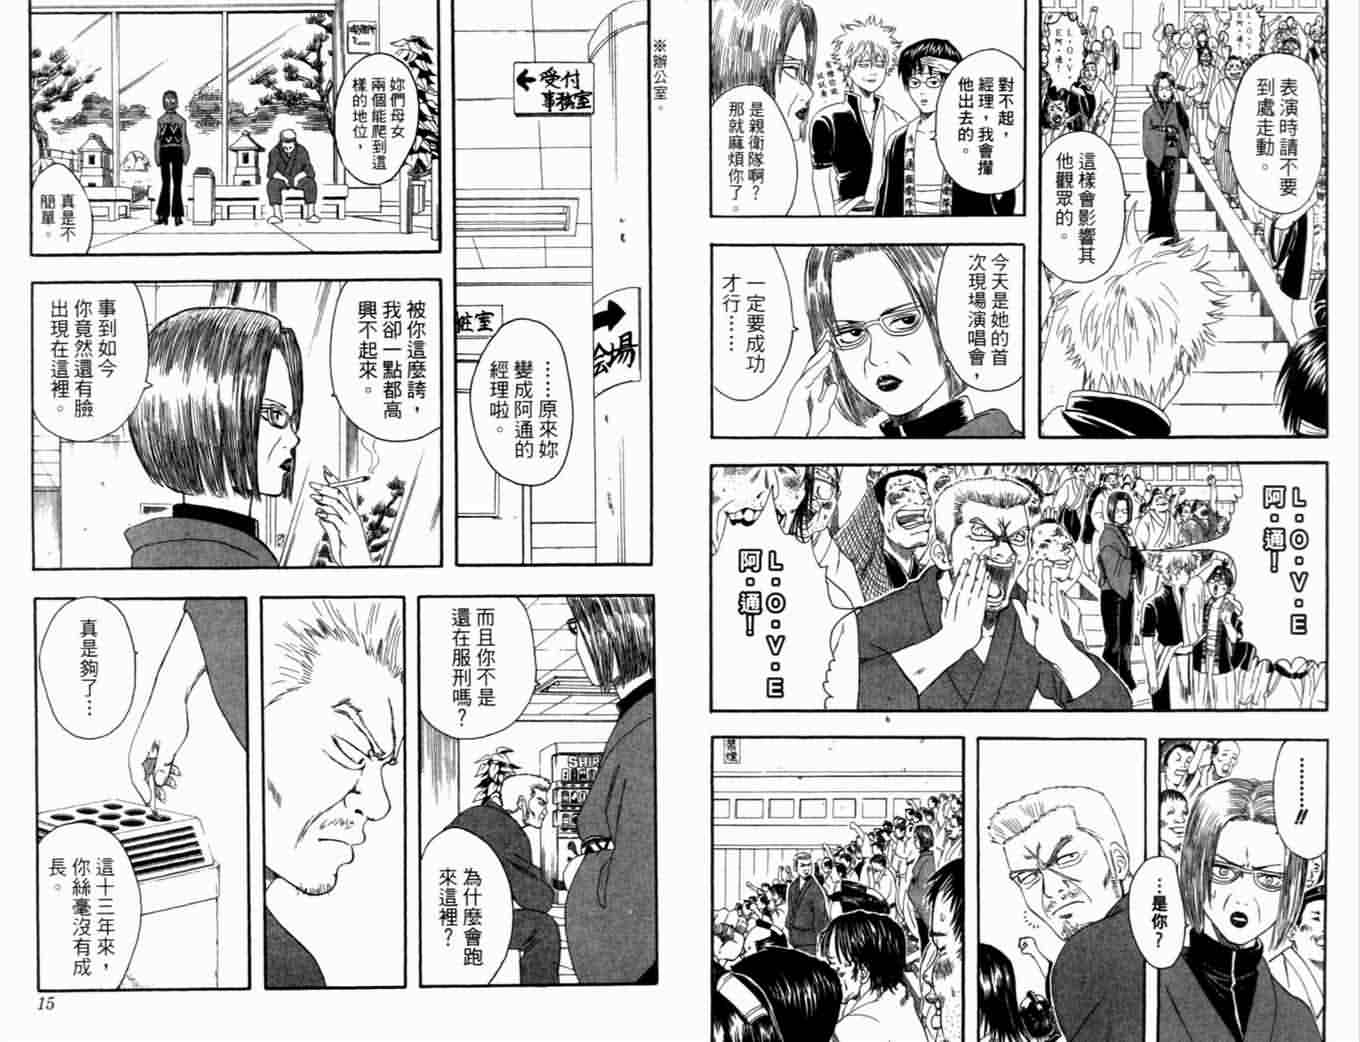 表演時請不要
到處走動。
這樣會影響其
他觀眾的。
L·O·V·E
對不起，
經理，我會攆
他出去的。
是親衛隊啊？
那就麻煩你了。
今天是她的首
次現場演唱會，
一定要成功
才行……
L·O·V·E
阿·通！
L·O·V·E
阿·通！
………!!
…是你？
※辦公室。
受付
事務室
会場
……原來妳
變成阿通的
經理啦。
妳們母女
兩個能爬到這
樣的地位，
真是不
簡單。
被你這麼誇，
我卻一點都高
興不起來。
事到如今
你竟然還有臉
出現在這裡。
而且你不是
還在服刑嗎？
為什麼會跑
來這裡？
真是夠了…
這十三年來，
你絲毫沒有成
長。
15